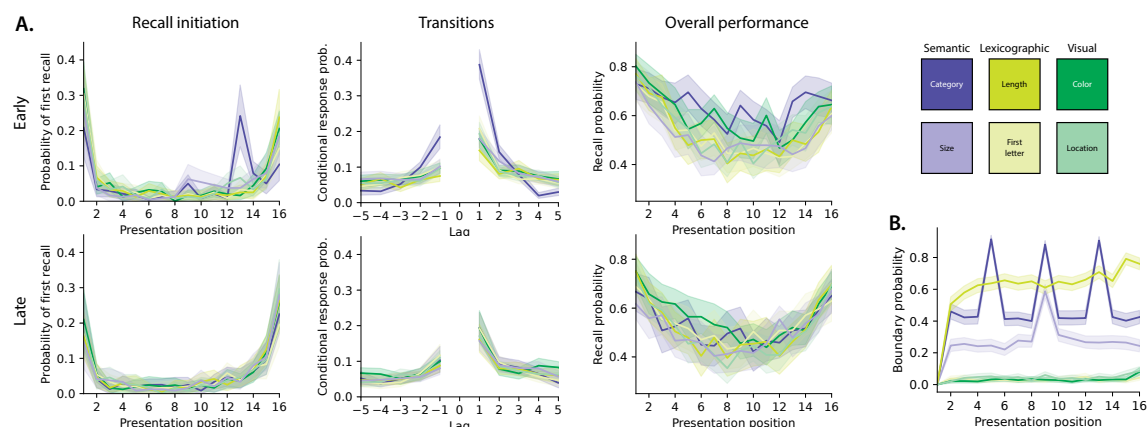 A.
Recall initiation
Transitions
Overall performance
Early
Probability of first recall
0.4
0.3
0.2
0.1
0.0
2 4 6 8 10 12 14 16
Presentation position
Conditional response prob.
0.4
0.3
0.2
0.1
0.0
−5 −4 −3 −2 −1 0 1 2 3 4 5
Lag
Recall probability
0.8
0.6
0.4
2 4 6 8 10 12 14 16
Presentation position
Semantic Lexicographic Visual
Category Length Color
Size First letter Location
Late
Probability of first recall
0.4
0.3
0.2
0.1
0.0
2 4 6 8 10 12 14 16
Presentation position
Conditional response prob.
0.4
0.3
0.2
0.1
0.0
−5 −4 −3 −2 −1 0 1 2 3 4 5
Lag
Recall probability
0.8
0.6
0.4
2 4 6 8 10 12 14 16
Presentation position
B.
Boundary probability
1.0
0.8
0.6
0.4
0.2
0.0
1 2 4 6 8 10 12 14 16
Presentation position